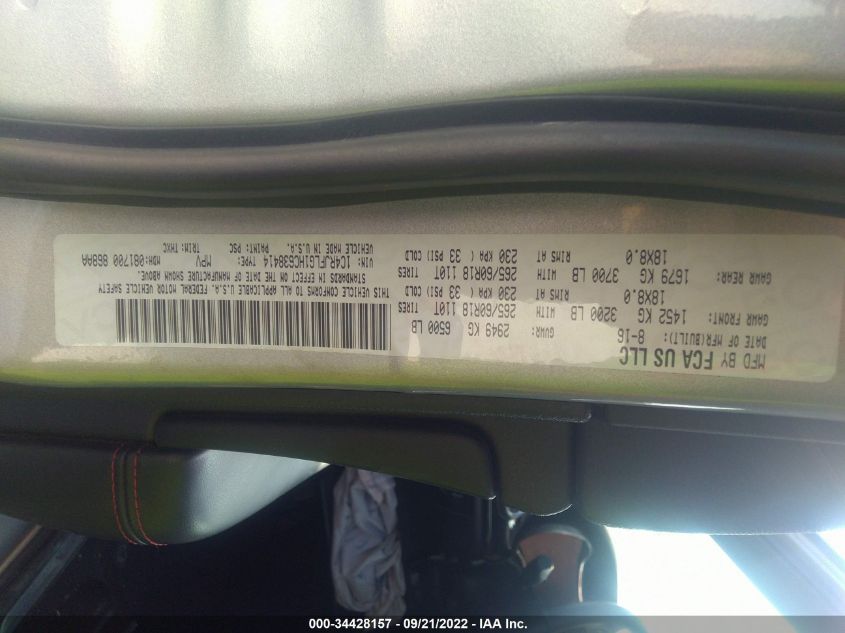 MFD BY FCA US LLC
DATE OF MFR(BUILT): 8-16 GVWR: 2949 KG 6500 LB
GAWR FRONT: 1452 KG 3200 LB WITH 265/60R18 110T TIRES
18X8.0 RIMS AT 230 KPA ( 33 PSI) COLD
GAWR REAR: 1679 KG 3700 LB WITH 265/60R18 110T TIRES
18X8.0 RIMS AT 230 KPA ( 33 PSI) COLD
THIS VEHICLE CONFORMS TO ALL APPLICABLE U.S.A. FEDERAL MOTOR VEHICLE SAFETY
STANDARDS IN EFFECT ON THE DATE OF MANUFACTURE SHOWN ABOVE.
VIN: 1C4RJFLG1HC638414 TYPE: MPV MDH:081700 868AA
VEHICLE MADE IN U.S.A. PAINT: PSC TRIM: THXC
000-34428157 - 09/21/2022 - IAA Inc.